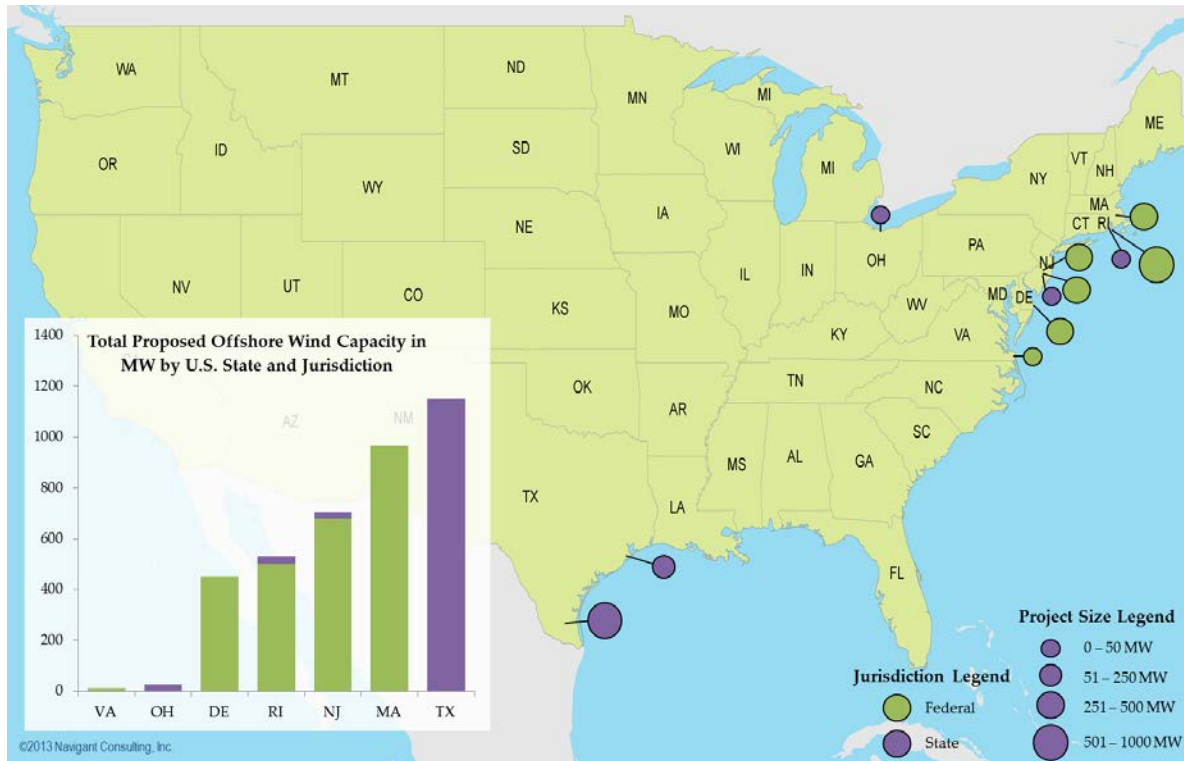 WA
MT
ND
MN
MI
ME
OR
ID
SD
WI
MI
VT
NH
NY
WY
MA
IA
CT RI
NE
PA
OH
NV
UT
CO
IL
IN
NJ
MD DE
KS
MO
WV
VA
KY
TN
NC
OK
AR
SC
MS
AL
GA
TX
LA
FL
AZ
NM
Total Proposed Offshore Wind Capacity in
MW by U.S. State and Jurisdiction
1400
1200
1000
800
600
400
200
0
VA OH DE RI NJ MA TX
©2013 Navigant Consulting, Inc
Jurisdiction Legend
Federal
State
Project Size Legend
0 – 50 MW
51 – 250 MW
251 – 500 MW
501 – 1000 MW